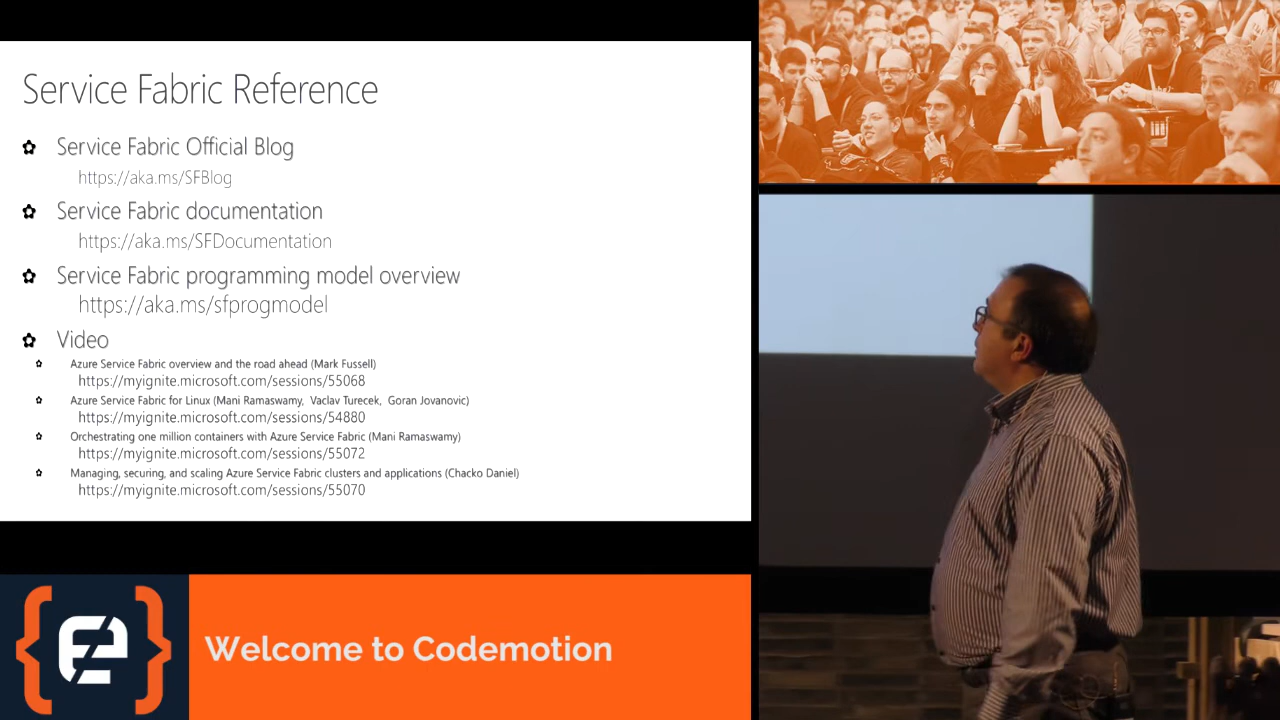 Service Fabric Reference
Service Fabric Official Blog
https://aka.ms/SFBlog
Service Fabric documentation
https://aka.ms/SFDocumentation
Service Fabric programming model overview
https://aka.ms/sfprogmodel
Video
Azure Service Fabric overview and the road ahead (Mark Fussell)
https://myignite.microsoft.com/sessions/55068
Azure Service Fabric for Linux (Mani Ramaswamy, Vaclav Turecek, Goran Jovanovic)
https://myignite.microsoft.com/sessions/54880
Orchestrating one million containers with Azure Service Fabric (Mani Ramaswamy)
https://myignite.microsoft.com/sessions/55072
Managing, securing, and scaling Azure Service Fabric clusters and applications (Chacko Daniel)
https://myignite.microsoft.com/sessions/55070
Welcome to Codemotion